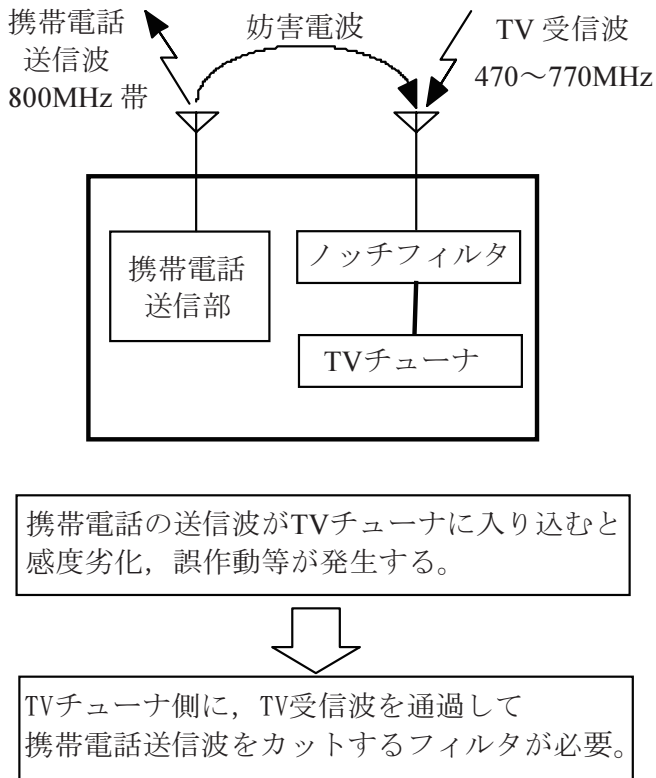 携帯電話
送信波
800MHz 帯
妨害電波
TV 受信波
470～770MHz
携帯電話
送信部
ノッチフィルタ
TVチューナ
携帯電話の送信波がTVチューナに入り込むと
感度劣化，誤作動等が発生する。
TVチューナ側に，TV受信波を通過して
携帯電話送信波をカットするフィルタが必要。